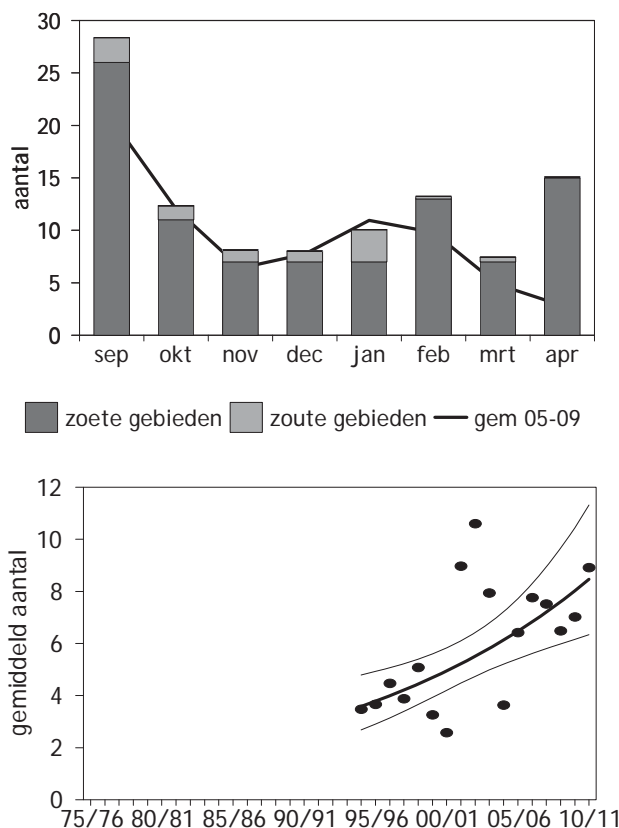 30
25
20
15
10
5
0
aantal
sep okt nov dec jan feb mrt apr
zoete gebieden zoute gebieden gem 05-09
12
10
8
6
4
2
0
gemiddeld aantal
75/76 80/81 85/86 90/91 95/96 00/01 05/06 10/11